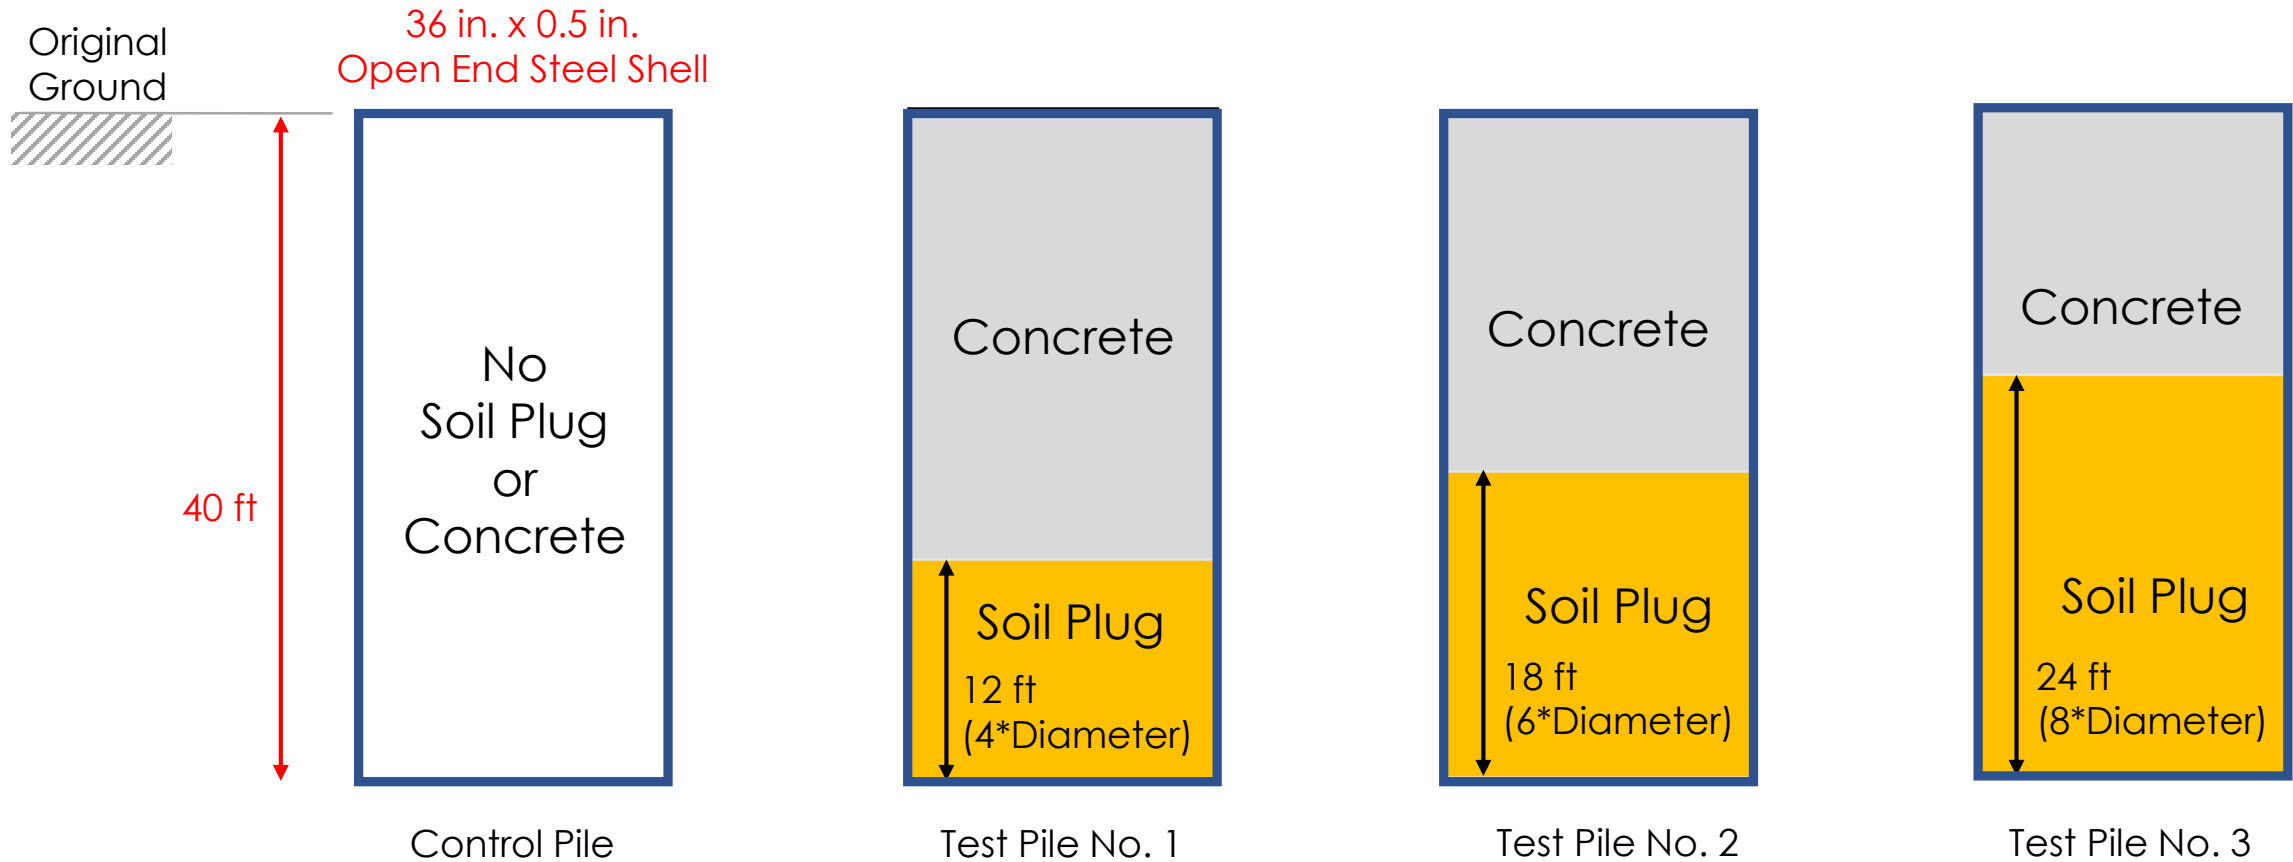 Original
Ground
36 in. x 0.5 in.
Open End Steel Shell
40 ft
No
Soil Plug
or
Concrete
Control Pile
Concrete
Soil Plug
12 ft
(4*Diameter)
Test Pile No. 1
Concrete
Soil Plug
18 ft
(6*Diameter)
Test Pile No. 2
Concrete
Soil Plug
24 ft
(8*Diameter)
Test Pile No. 3